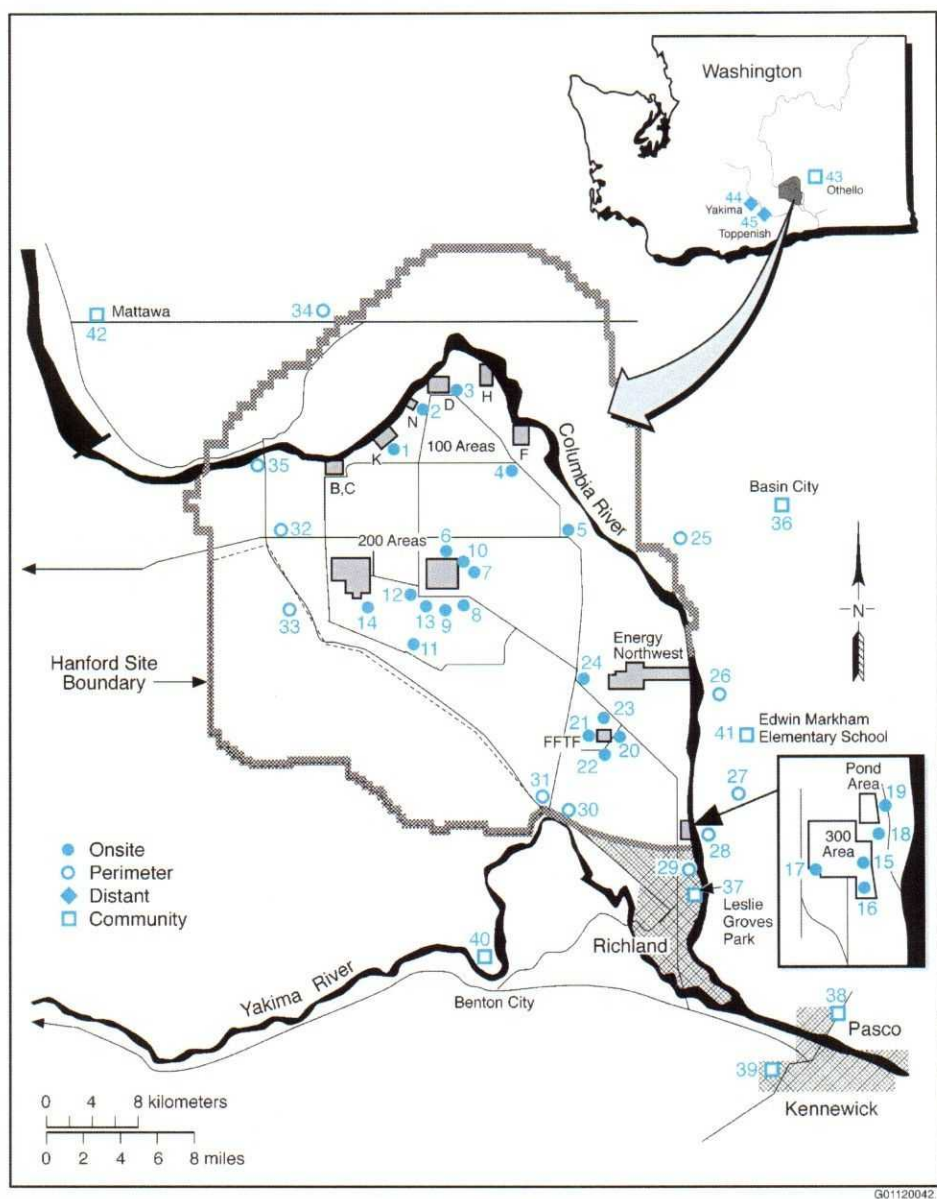 Washington
43
Othello
44
Yakima
45
Toppenish
34
Mattawa
42
3
H
D
2
N
1
K
100 Areas
F
4
Columbia River
35
B,C
Basin City
36
32
5
25
200 Areas
6
10
7
12
14
13
9
8
33
11
N
Energy
Northwest
Hanford Site
Boundary
24
26
23
21
FFTF
20
22
41
Edwin Markham
Elementary School
31
30
27
28
Pond
Area
19
300
Area
18
17
15
16
Onsite
Perimeter
Distant
Community
29
37
Leslie
Groves
Park
Richland
40
Yakima River
Benton City
38
Pasco
39
Kennewick
0 4 8 kilometers
0 2 4 6 8 miles
G01120042